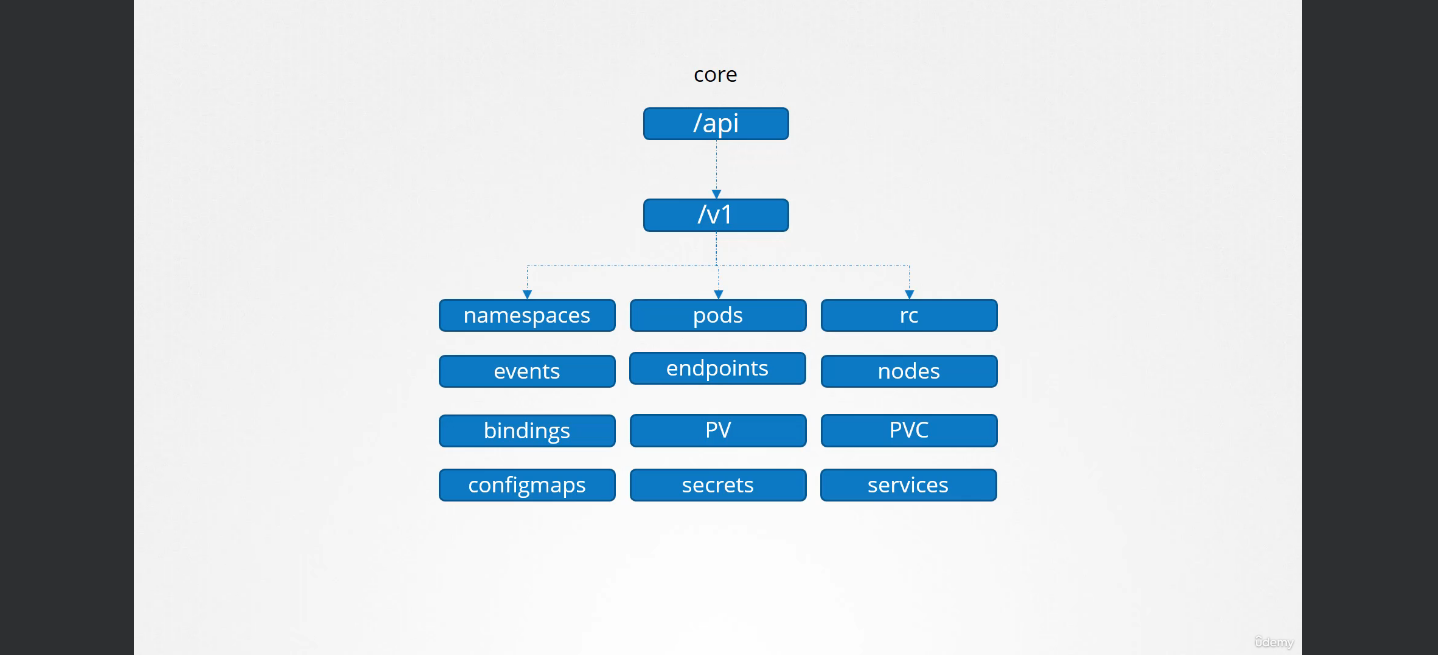 core
/api
/v1
namespaces
pods
rc
events
endpoints
nodes
bindings
PV
PVC
configmaps
secrets
services
ûdemy